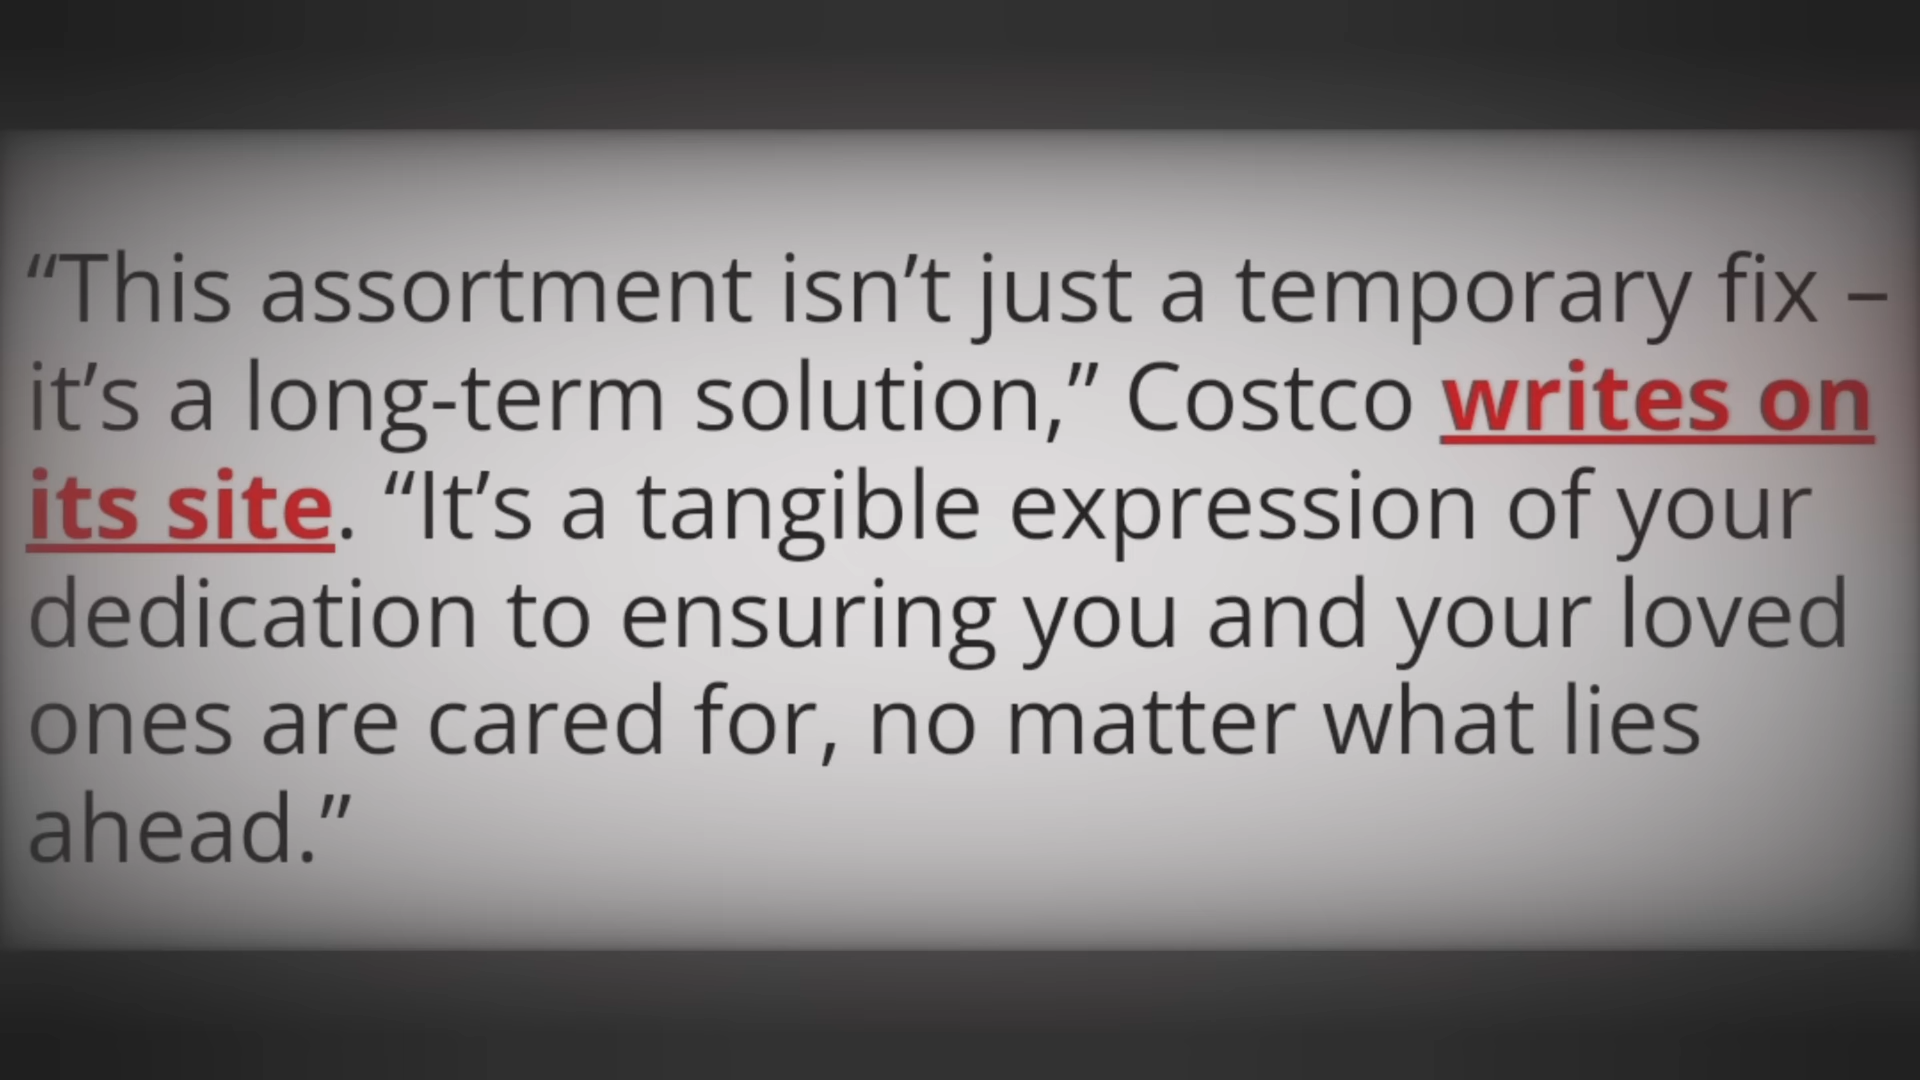 “This assortment isn’t just a temporary fix –
it’s a long-term solution,” Costco writes on
its site. “It’s a tangible expression of your
dedication to ensuring you and your loved
ones are cared for, no matter what lies
ahead.”